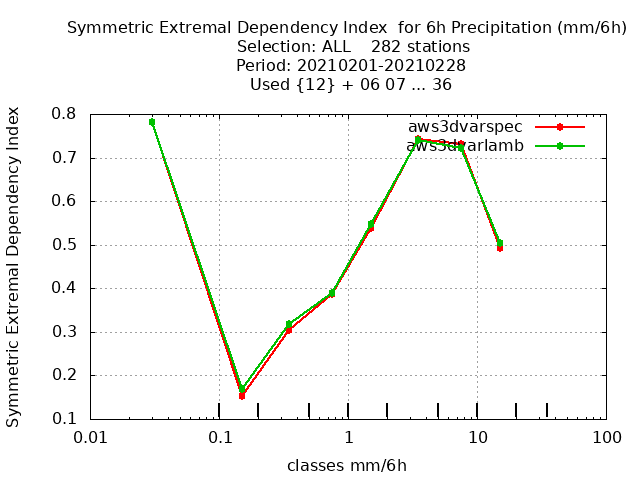 Symmetric Extremal Dependency Index  for 6h Precipitation (mm/6h)
Selection: ALL    282 stations
Period: 20210201-20210228
Used {12} + 06 07 ... 36
Symmetric Extremal Dependency Index
0.8
0.7
0.6
0.5
0.4
0.3
0.2
0.1
aws3dvarspec
aws3dvarlamb
0.01
0.1
1
10
100
classes mm/6h